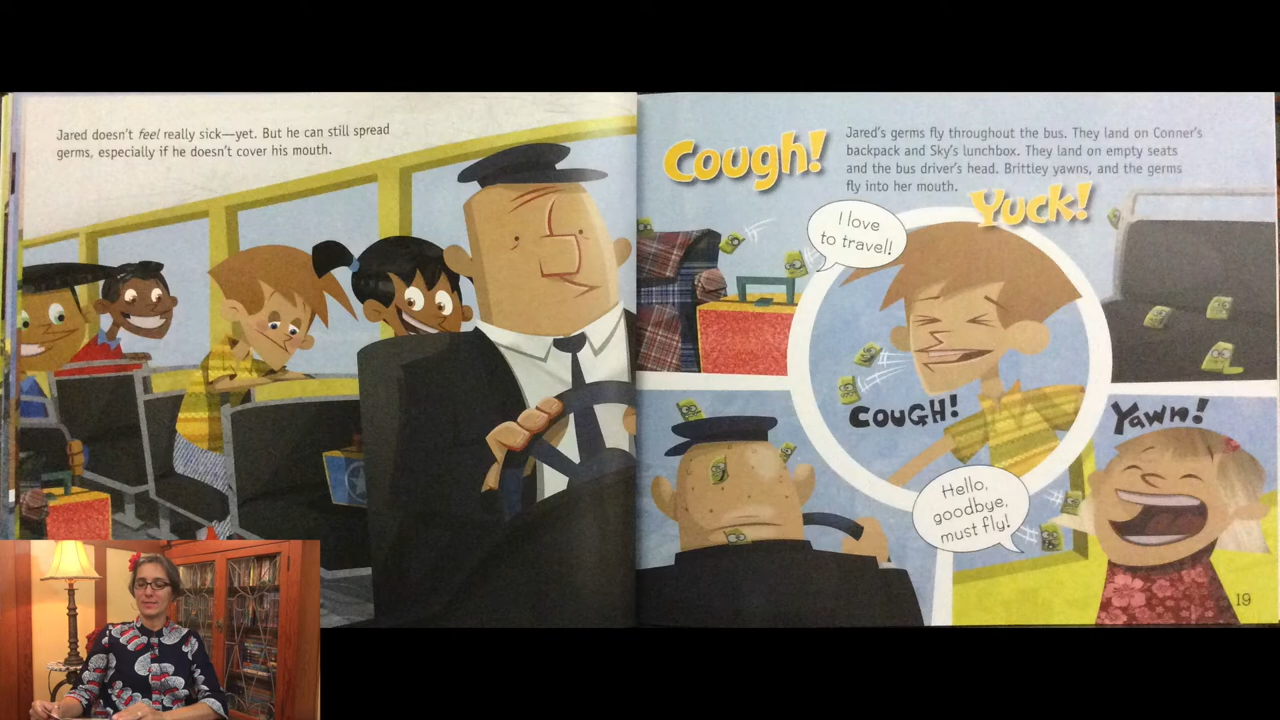 Jared doesn't feel really sick—yet. But he can still spread
germs, especially if he doesn't cover his mouth.
Cough!
Jared's germs fly throughout the bus. They land on Conner's
backpack and Sky's lunchbox. They land on empty seats
and the bus driver's head. Brittley yawns, and the germs
fly into her mouth.
Yuck!
I love
to travel!
COUGH!
Yawn!
Hello,
goodbye,
must fly!
19